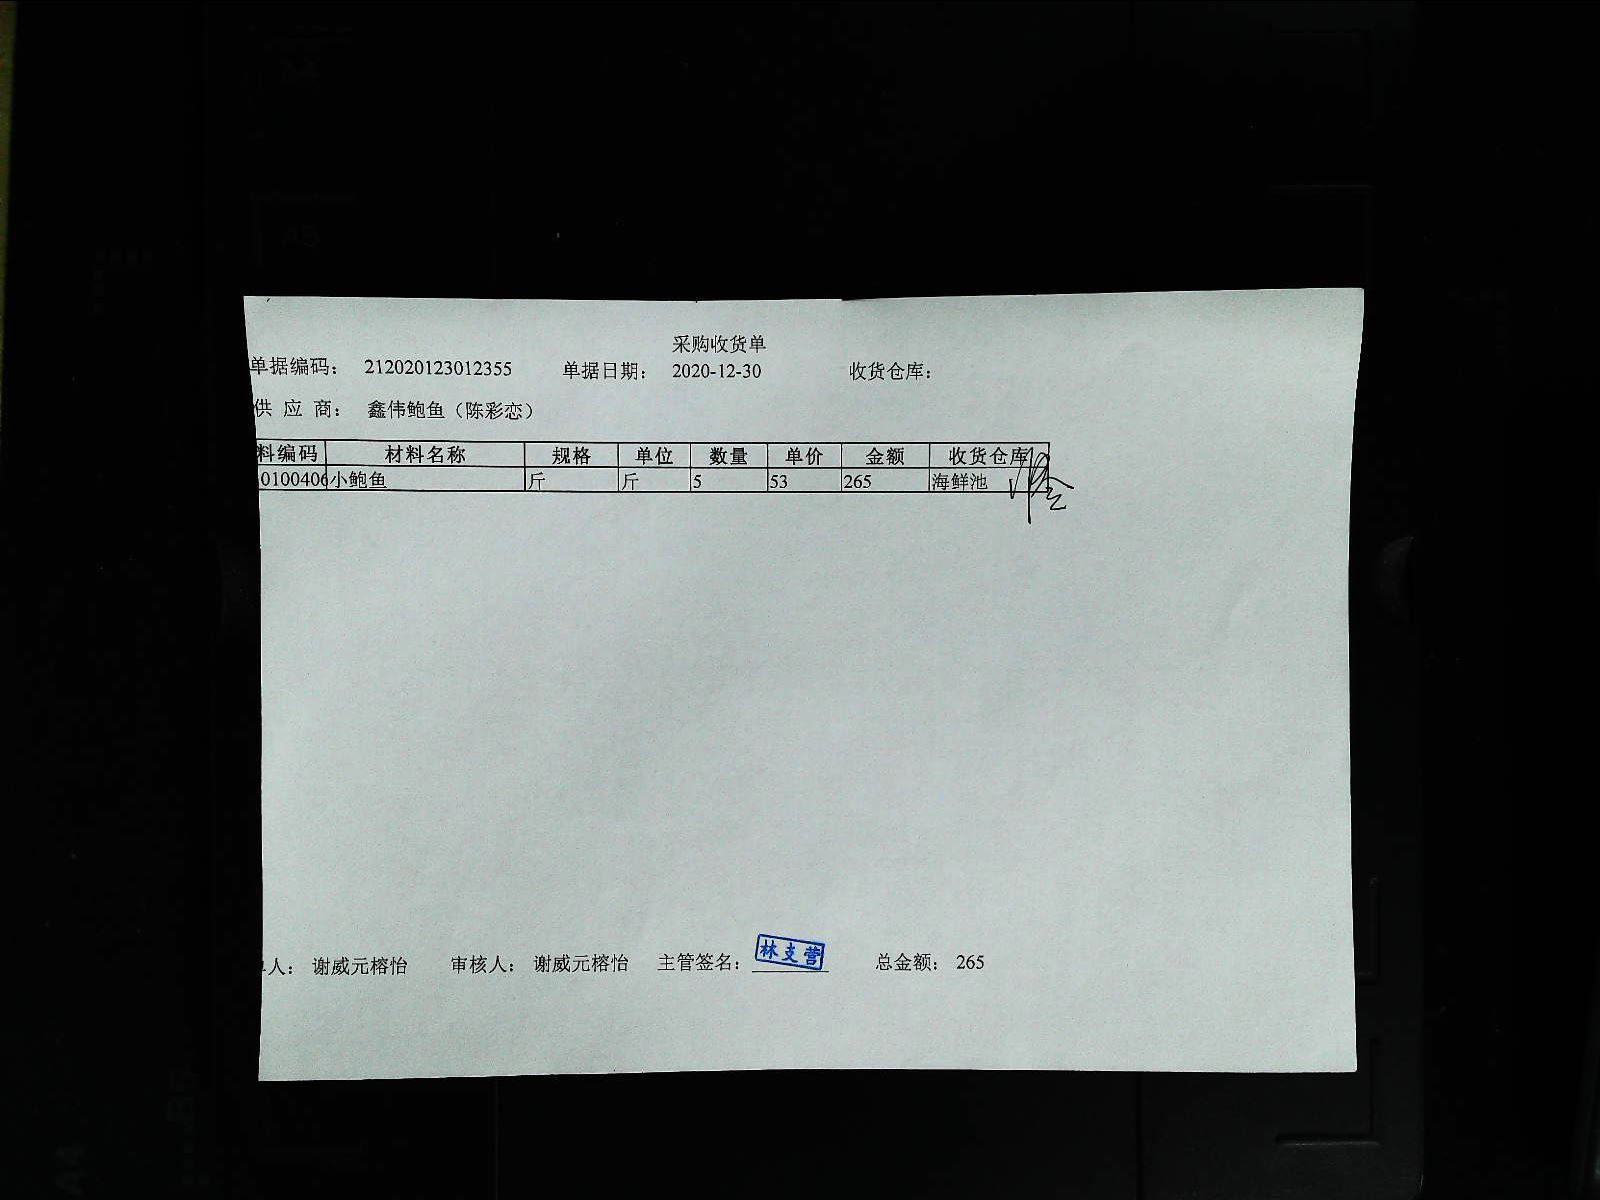 采购收货单
单据编码： 212020123012355 单据日期： 2020-12-30 收货仓库：
供 应 商： 鑫伟鲍鱼（陈彩恋）
料编码 材料名称 规格 单位 数量 单价 金额 收货仓库
0100406 小鲍鱼 斤 斤 5 53 265 海鲜池
人： 谢威元榕怡 审核人： 谢威元榕怡 主管签名： 林支营 总金额： 265